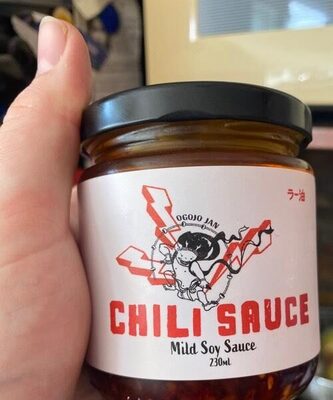 ラー油
OGOJO JAN
CHILI SAUCE
Mild Soy Sauce
230mL